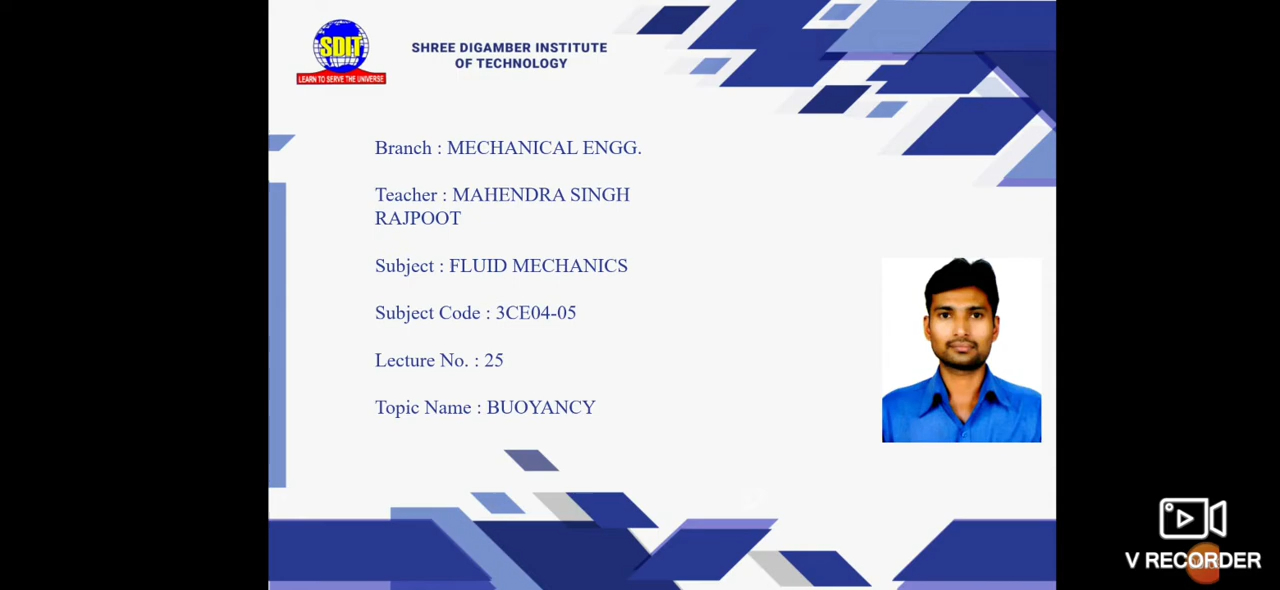 SDIT
LEARN TO SERVE THE UNIVERSE
SHREE DIGAMBER INSTITUTE
OF TECHNOLOGY
Branch : MECHANICAL ENGG.
Teacher : MAHENDRA SINGH
RAJPOOT
Subject : FLUID MECHANICS
Subject Code : 3CE04-05
Lecture No. : 25
Topic Name : BUOYANCY
V RECORDER